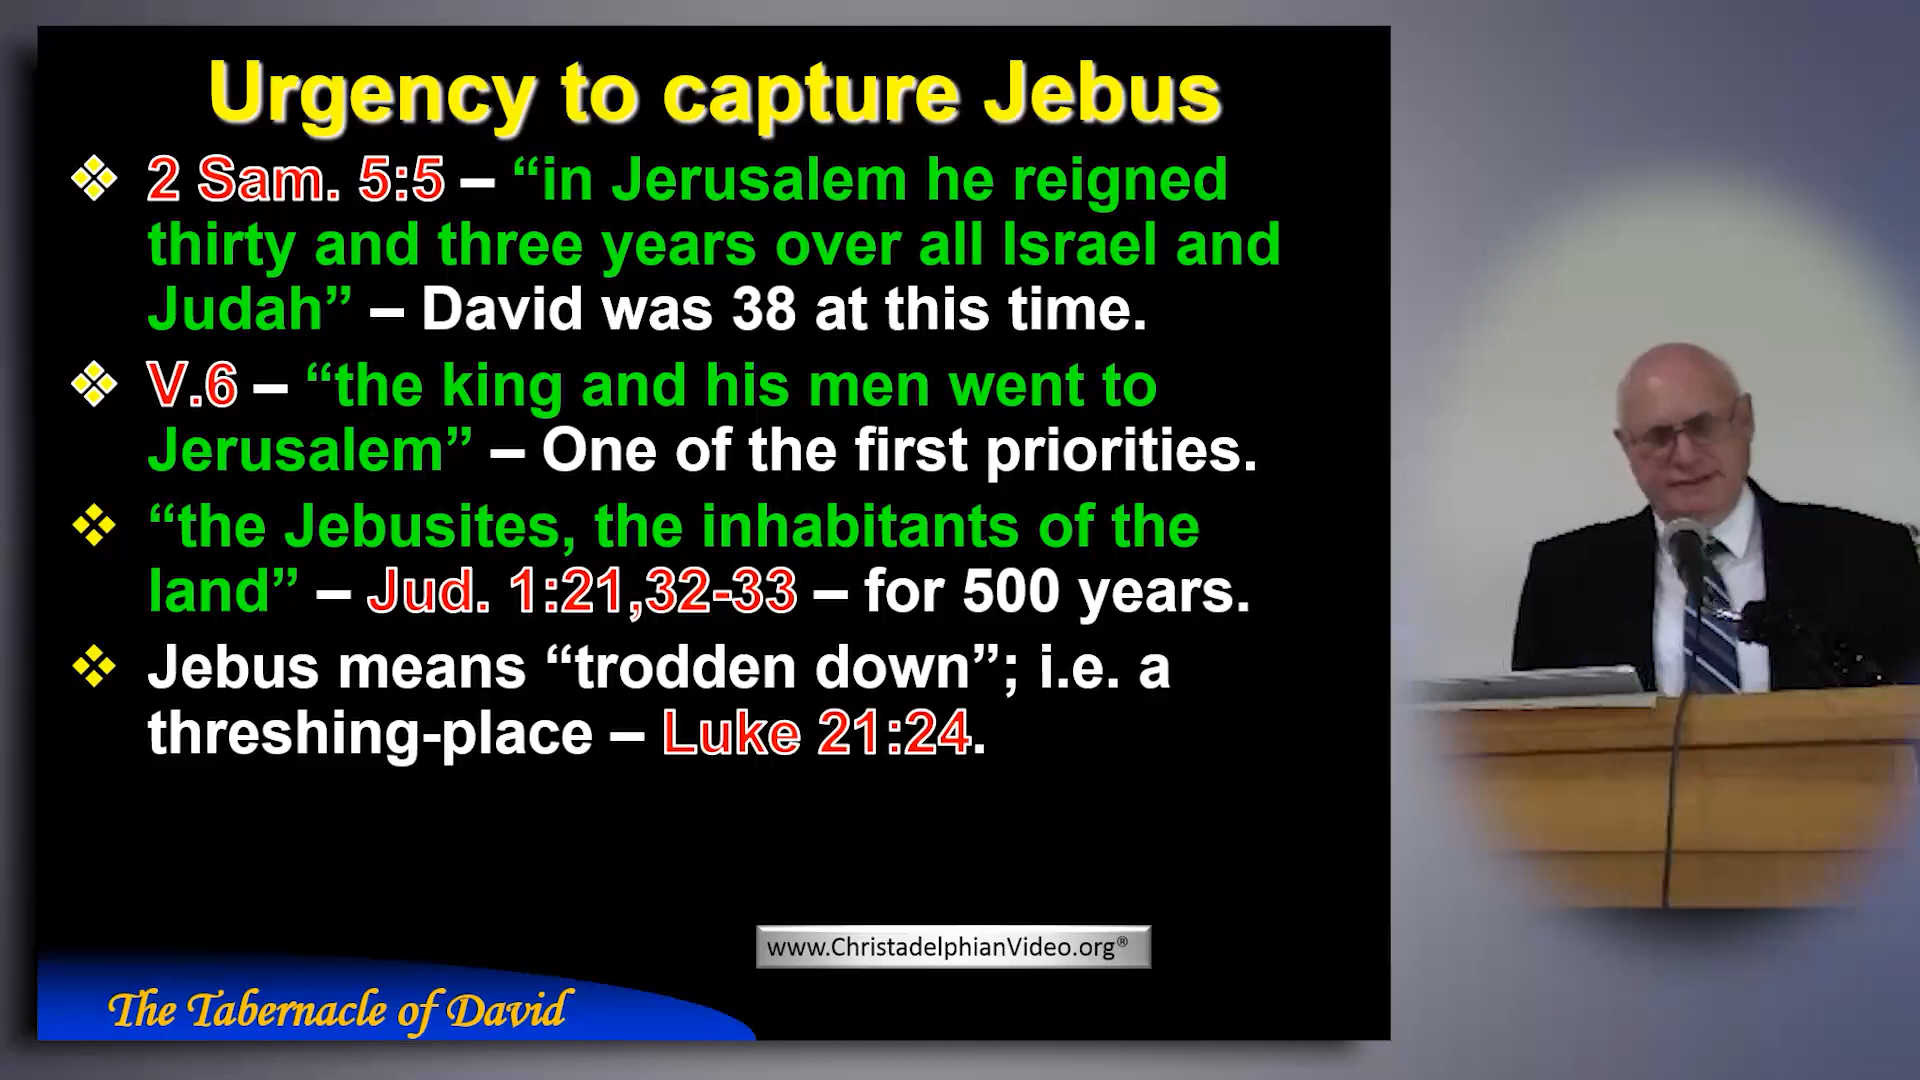 Urgency to capture Jebus
2 Sam. 5:5 – “in Jerusalem he reigned
thirty and three years over all Israel and
Judah” – David was 38 at this time.
V.6 – “the king and his men went to
Jerusalem” – One of the first priorities.
“the Jebusites, the inhabitants of the
land” – Jud. 1:21,32-33 – for 500 years.
Jebus means “trodden down”; i.e. a
threshing-place – Luke 21:24.
www.ChristadelphianVideo.org®
The Tabernacle of David